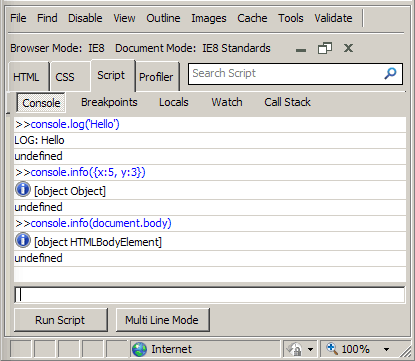 File Find Disable View Outline Images Cache Tools Validate
Browser Mode: IE8 Document Mode: IE8 Standards
HTML CSS Script Profiler Search Script
Console Breakpoints Locals Watch Call Stack
>>console.log('Hello')
LOG: Hello
undefined
>>console.info({x:5, y:3})
[object Object]
undefined
>>console.info(document.body)
[object HTMLBodyElement]
undefined
Run Script Multi Line Mode
Internet 100%